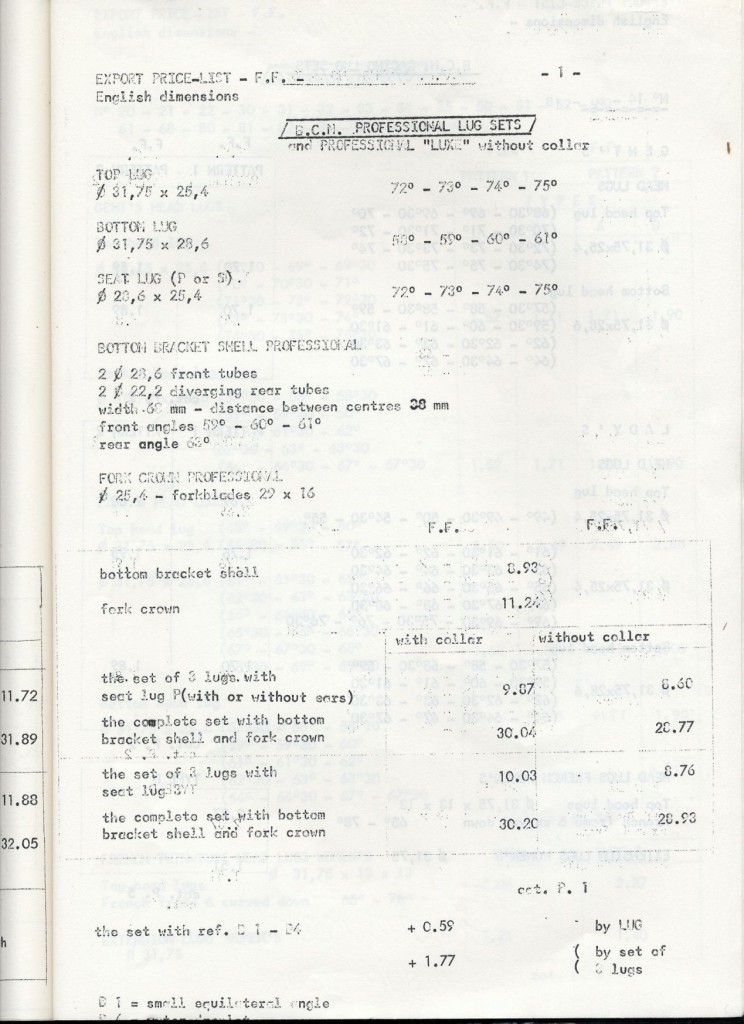 EXPORT PRICE-LIST - F.F. - - 1 -
English dimensions
B.C.M. PROFESSIONAL LUG SETS
and PROFESSIONAL "LUXE" without collar
TOP LUG
Ø 31,75 x 25,4 72° - 73° - 74° - 75°
BOTTOM LUG
Ø 31,75 x 28,6 58° - 59° - 60° - 61°
SEAT LUG (P or S).
Ø 28,6 x 25,4 72° - 73° - 74° - 75°
BOTTOM BRACKET SHELL PROFESSIONAL
2 Ø 28,6 front tubes
2 Ø 22,2 diverging rear tubes
width 68 mm - distance between centres 38 mm
front angles 59° - 60° - 61°
rear angle 63°
FORK CROWN PROFESSIONAL
Ø 25,4 - forkblades 29 x 16
F.F. F.F.
bottom bracket shell 8.93
fork crown 11.24
with collar without collar
the set of 3 lugs with
seat lug P(with or without ears) 9.87 8.60
11.72
the complete set with bottom
bracket shell and fork crown 30.04 28.77
31.89
the set of 3 lugs with
seat lug 10.03 8.76
11.88
the complete set with bottom
bracket shell and fork crown 30.20 28.93
32.05
cat. P. 1
the set with ref. B 1 - B4 + 0.59 - by LUG
h
+ 1.77 ( by set of
( 3 lugs
B 1 = small equilateral angle